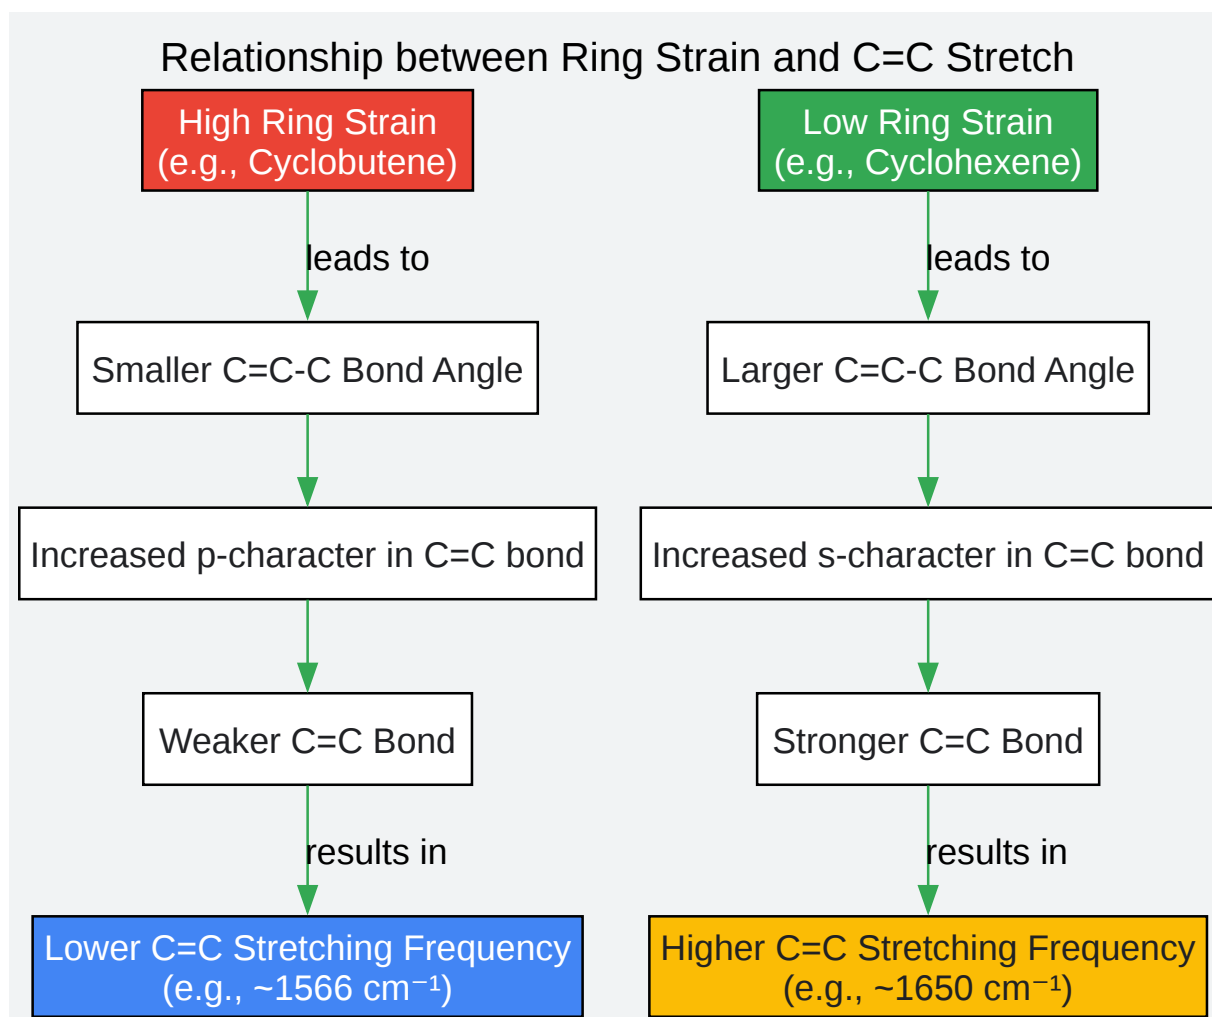 Relationship between Ring Strain and C=C Stretch
High Ring Strain
(e.g., Cyclobutene)
leads to
Smaller C=C-C Bond Angle
Increased p-character in C=C bond
Weaker C=C Bond
results in
Lower C=C Stretching Frequency
(e.g., ~1566 cm⁻¹)
Low Ring Strain
(e.g., Cyclohexene)
leads to
Larger C=C-C Bond Angle
Increased s-character in C=C bond
Stronger C=C Bond
results in
Higher C=C Stretching Frequency
(e.g., ~1650 cm⁻¹)